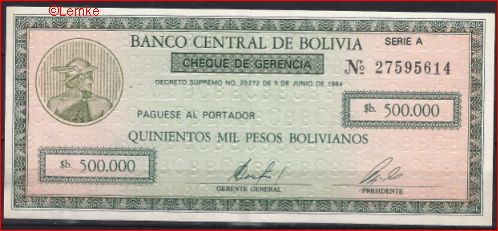 ©Lemke
BANCO CENTRAL DE BOLIVIA
SERIE A
CHEQUE DE GERENCIA
Nº 27595614
DECRETO SUPREMO NO. 20272 DE 5 DE JUNIO DE 1984
$b. 500.000
PAGUESE AL PORTADOR
QUINIENTOS MIL PESOS BOLIVIANOS
$b. 500.000
GERENTE GENERAL
PRESIDENTE